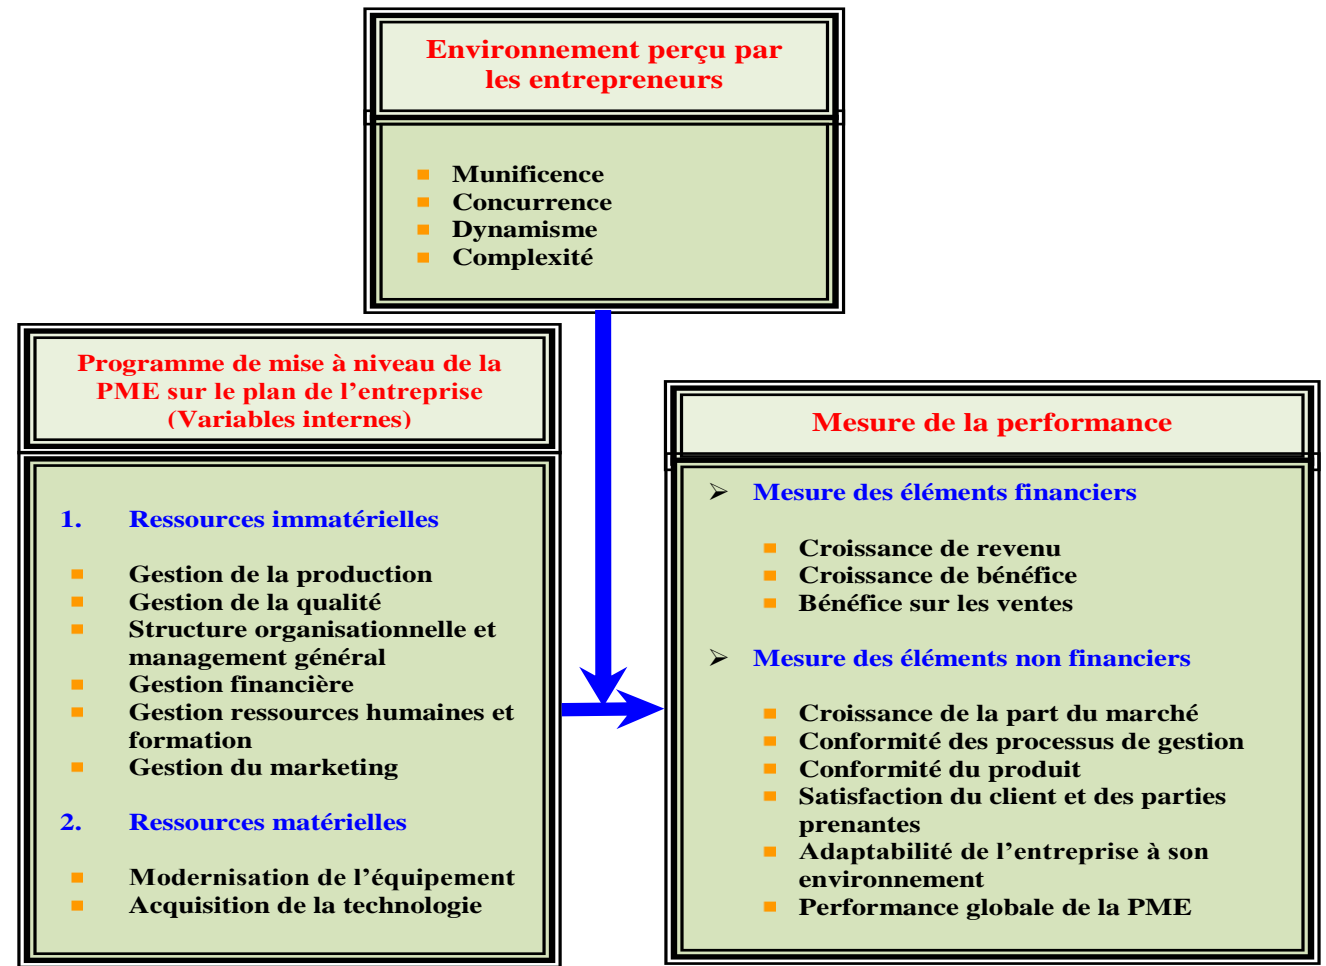 Environnement perçu par
les entrepreneurs
Munificence
Concurrence
Dynamisme
Complexité
Programme de mise à niveau de la
PME sur le plan de l’entreprise
(Variables internes)
1. Ressources immatérielles
Gestion de la production
Gestion de la qualité
Structure organisationnelle et
management général
Gestion financière
Gestion ressources humaines et
formation
Gestion du marketing
2. Ressources matérielles
Modernisation de l’équipement
Acquisition de la technologie
Mesure de la performance
Mesure des éléments financiers
Croissance de revenu
Croissance de bénéfice
Bénéfice sur les ventes
Mesure des éléments non financiers
Croissance de la part du marché
Conformité des processus de gestion
Conformité du produit
Satisfaction du client et des parties
prenantes
Adaptabilité de l’entreprise à son
environnement
Performance globale de la PME